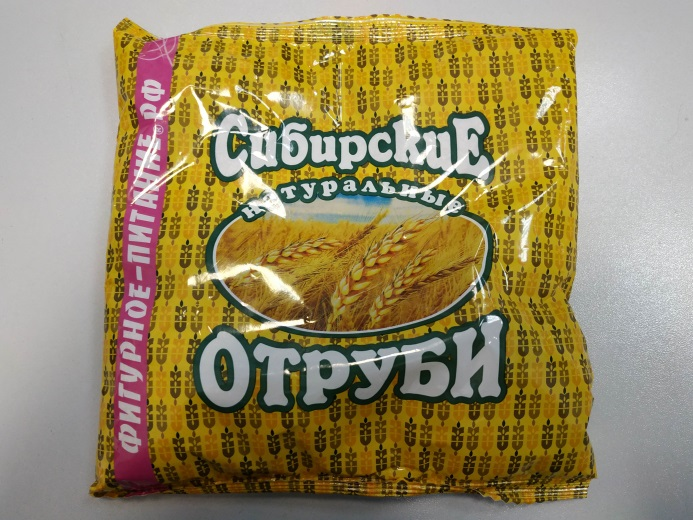 Сибирские
натуральные
ОТРУБИ
ФИГУРНОЕ-ПИТАНИЕ®.РФ